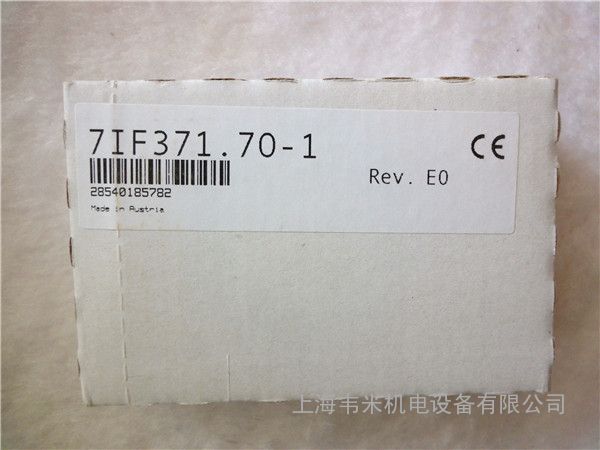 7IF371.70-1
CE
Rev. E0
28540185782
Made in Austria
上海韦米机电设备有限公司